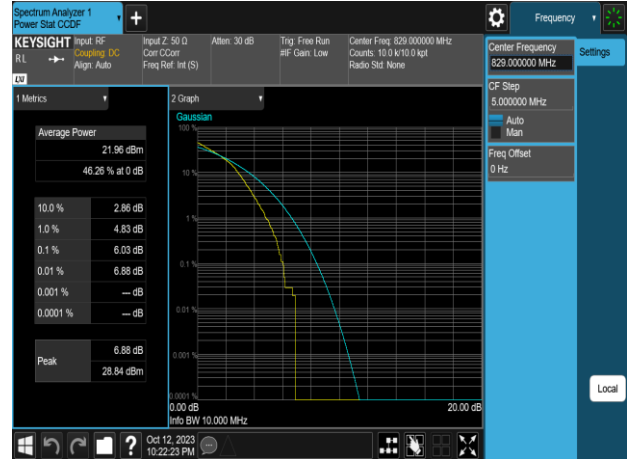 Spectrum Analyzer 1
Power Stat CCDF
Frequency
KEYSIGHT
Input: RF
Coupling: DC
Align: Auto
Input Z: 50 Ω
Corr CCorr
Freq Ref: Int (S)
Atten: 30 dB
Trig: Free Run
#IF Gain: Low
Center Freq: 829.000000 MHz
Counts: 10.0 k/10.0 kpt
Radio Std: None
R L
LXI
Center Frequency
829.000000 MHz
Settings
CF Step
5.000000 MHz
Auto
Man
Freq Offset
0 Hz
1 Metrics
Average Power
21.96 dBm
46.26 % at 0 dB
10.0 % 2.86 dB
1.0 % 4.83 dB
0.1 % 6.03 dB
0.01 % 6.88 dB
0.001 % --- dB
0.0001 % --- dB
Peak
6.88 dB
28.84 dBm
2 Graph
Gaussian
100 %
10 %
1 %
0.1 %
0.01 %
0.001 %
0.0001 %
0.00 dB
20.00 dB
Info BW 10.000 MHz
Local
?
Oct 12, 2023
10:22:23 PM